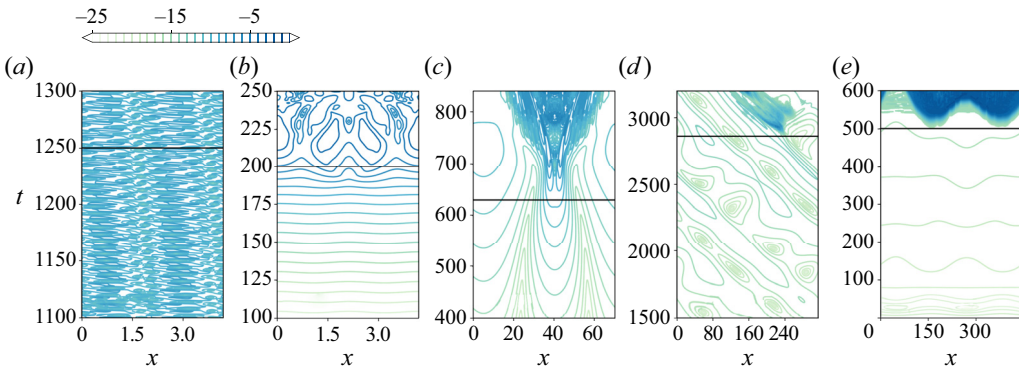 –25 –15 –5
(a) (b) (c) (d) (e)
1300 250 800 3000 600
1250 225 700 2500 500
1200 200 600 2000 400
1150 175 500 1500 300
1100 150 400 200
125 100
100
t
0 1.5 3.0 0 1.5 3.0 0 20 40 60 0 80 160 240 0 150 300
x x x x x